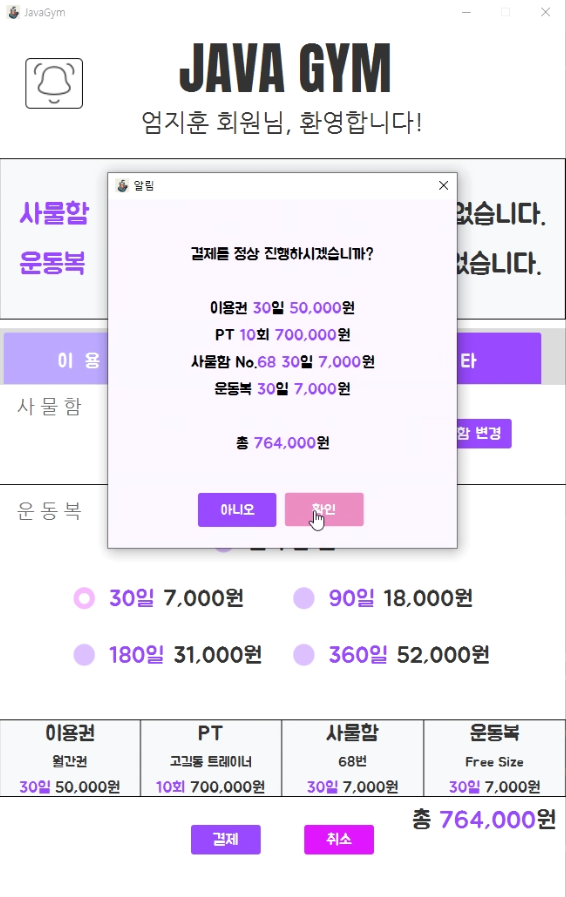 JavaGym
JAVA GYM
엄지훈 회원님, 환영합니다!
사물함
없습니다.
운동복
없습니다.
알림
결제를 정상 진행하시겠습니까?
이용권 30일 50,000원
PT 10회 700,000원
사물함 No.68 30일 7,000원
운동복 30일 7,000원
총 764,000원
아니오
확인
이 용
타
사 물 함
함 변경
운 동 복
30일 7,000원
90일 18,000원
180일 31,000원
360일 52,000원
이용권
PT
사물함
운동복
월간권
고길동 트레이너
68번
Free Size
30일 50,000원
10회 700,000원
30일 7,000원
30일 7,000원
총 764,000원
결제
취소